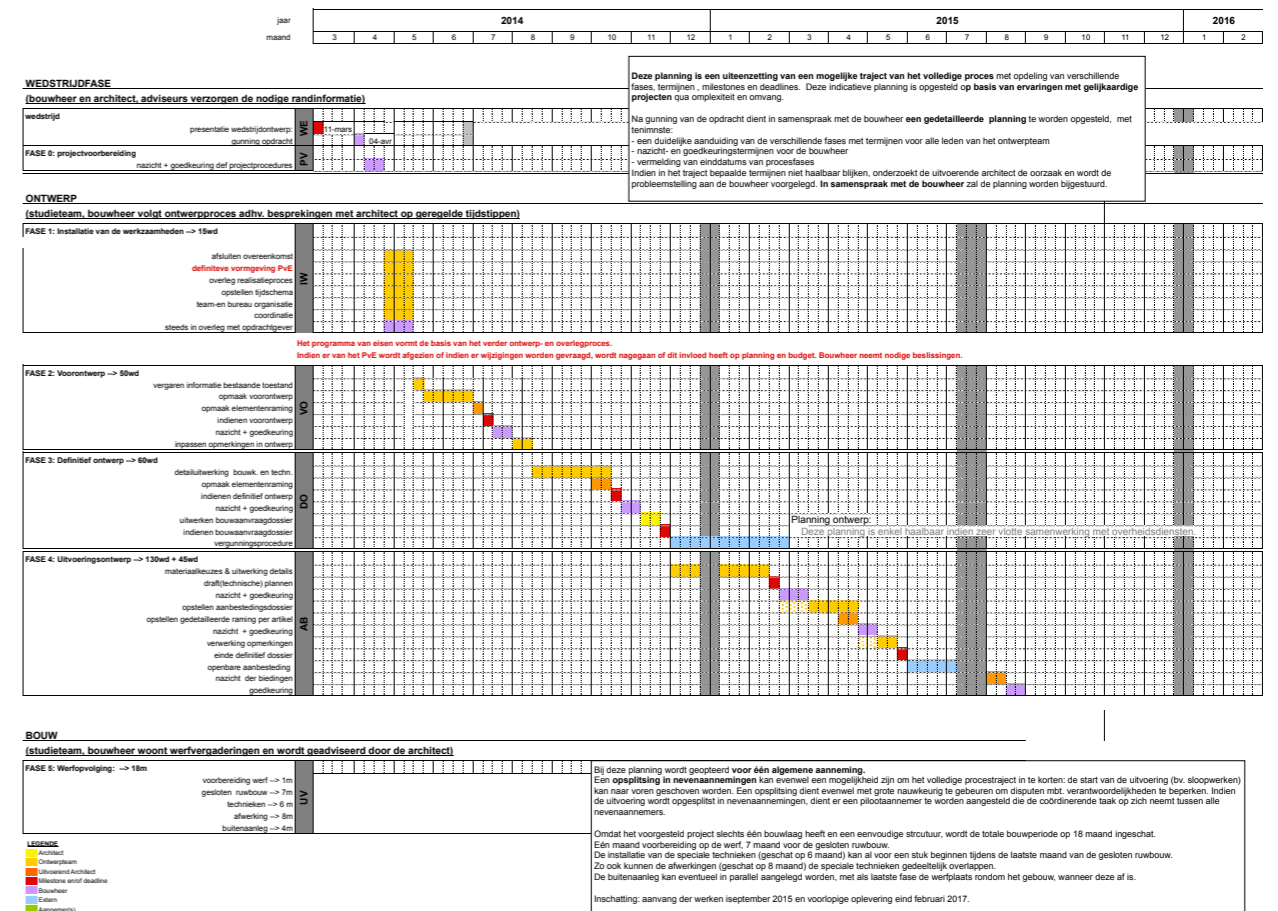 jaar
2014 2015 2016
maand
3 4 5 6 7 8 9 10 11 12 1 2 3 4 5 6 7 8 9 10 11 12 1 2
WEDSTRIJDFASE
(bouwheer en architect, adviseurs verzorgen de nodige randinformatie)
wedstrijd
presentatie wedstrijdontwerp: 11-mars
gunning opdracht 04-avr
WE
FASE 0: projectvoorbereiding
nazicht + goedkeuring def projectprocedures
PV
Deze planning is een uiteenzetting van een mogelijke traject van het volledige proces met opdeling van verschillende
fases, termijnen , milestones en deadlines. Deze indicatieve planning is opgesteld op basis van ervaringen met gelijkaardige
projecten qua omplexiteit en omvang.
Na gunning van de opdracht dient in samenspraak met de bouwheer een gedetailleerde planning te worden opgesteld, met
tenimnste:
- een duidelijke aanduiding van de verschillende fases met termijnen voor alle leden van het ontwerpteam
- nazicht- en goedkeuringstermijnen voor de bouwheer
- vermelding van einddatums van procesfases
Indien in het traject bepaalde termijnen niet haalbaar blijken, onderzoekt de uitvoerende architect de oorzaak en wordt de
probleemstelling aan de bouwheer voorgelegd. In samenspraak met de bouwheer zal de planning worden bijgestuurd.
ONTWERP
(studieteam, bouwheer volgt ontwerpproces adhv. besprekingen met architect op geregelde tijdstippen)
FASE 1: Installatie van de werkzaamheden --> 15wd
afsluiten overeenkomst
definiteve vormgeving PvE
overleg realisatieproces
opstellen tijdschema
team-en bureau organisatie
coordinatie
steeds in overleg met opdrachtgever
IW
Het programma van eisen vormt de basis van het verder ontwerp- en overlegproces.
Indien er van het PvE wordt afgezien of indien er wijzigingen worden gevraagd, wordt nagegaan of dit invloed heeft op planning en budget. Bouwheer neemt nodige beslissingen.
FASE 2: Voorontwerp --> 50wd
vergaren informatie bestaande toestand
opmaak voorontwerp
opmaak elementenraming
indienen voorontwerp
nazicht + goedkeuring
inpassen opmerkingen in ontwerp
VO
FASE 3: Definitief ontwerp --> 60wd
detailuitwerking bouwk. en techn.
opmaak elementenraming
indienen definitief ontwerp
nazicht + goedkeuring
uitwerken bouwaanvraagdossier
indienen bouwaanvraagdossier
vergunningsprocedure
DO
Planning ontwerp:
Deze planning is enkel haalbaar indien zeer vlotte samenwerking met overheidsdiensten
FASE 4: Uitvoeringsontwerp --> 130wd + 45wd
materiaalkeuzes & uitwerking details
draft(technische) plannen
nazicht + goedkeuring
opstellen aanbestedingsdossier
opstellen gedetailleerde raming per artikel
nazicht + goedkeuring
verwerking opmerkingen
einde definitief dossier
openbare aanbesteding
nazicht der biedingen
goedkeuring
AB
BOUW
(studieteam, bouwheer woont werfvergaderingen en wordt geadviseerd door de architect)
FASE 5: Werfopvolging: --> 18m
voorbereiding werf --> 1m
gesloten ruwbouw --> 7m
technieken --> 6 m
afwerking --> 8m
buitenaanleg --> 4m
UV
Bij deze planning wordt geopteerd voor één algemene aanneming.
Een opsplitsing in nevenaannemingen kan evenwel een mogelijkheid zijn om het volledige procestraject in te korten: de start van de uitvoering (bv. sloopwerken)
kan naar voren geschoven worden. Een opsplitsing dient evenwel met grote nauwkeurig te gebeuren om disputen mbt. verantwoordelijkheden te beperken. Indien
de uitvoering wordt opgesplitst in nevenaannemingen, dient er een pilootaannemer te worden aangesteld die de coördinerende taak op zich neemt tussen alle
nevenaannemers.
Omdat het voorgesteld project slechts één bouwlaag heeft en een eenvoudige strcutuur, wordt de totale bouwperiode op 18 maand ingeschat.
Eén maand voorbereiding op de werf, 7 maand voor de gesloten ruwbouw.
De installatie van de speciale technieken (geschat op 6 maand) kan al voor een stuk beginnen tijdens de laatste maand van de gesloten ruwbouw.
Zo ook kunnen de afwerkingen (geschat op 8 maand) de speciale technieken gedeeltelijk overlappen.
De buitenaanleg kan eventueel in parallel aangelegd worden, met als laatste fase de werfplaats rondom het gebouw, wanneer deze af is.
Inschatting: aanvang der werken iseptember 2015 en voorlopige oplevering eind februari 2017.
LEGENDE
Architect
Ontwerpteam
Uitvoerend Architect
Milestone en/of deadline
Bouwheer
Extern
Aannemer(s)